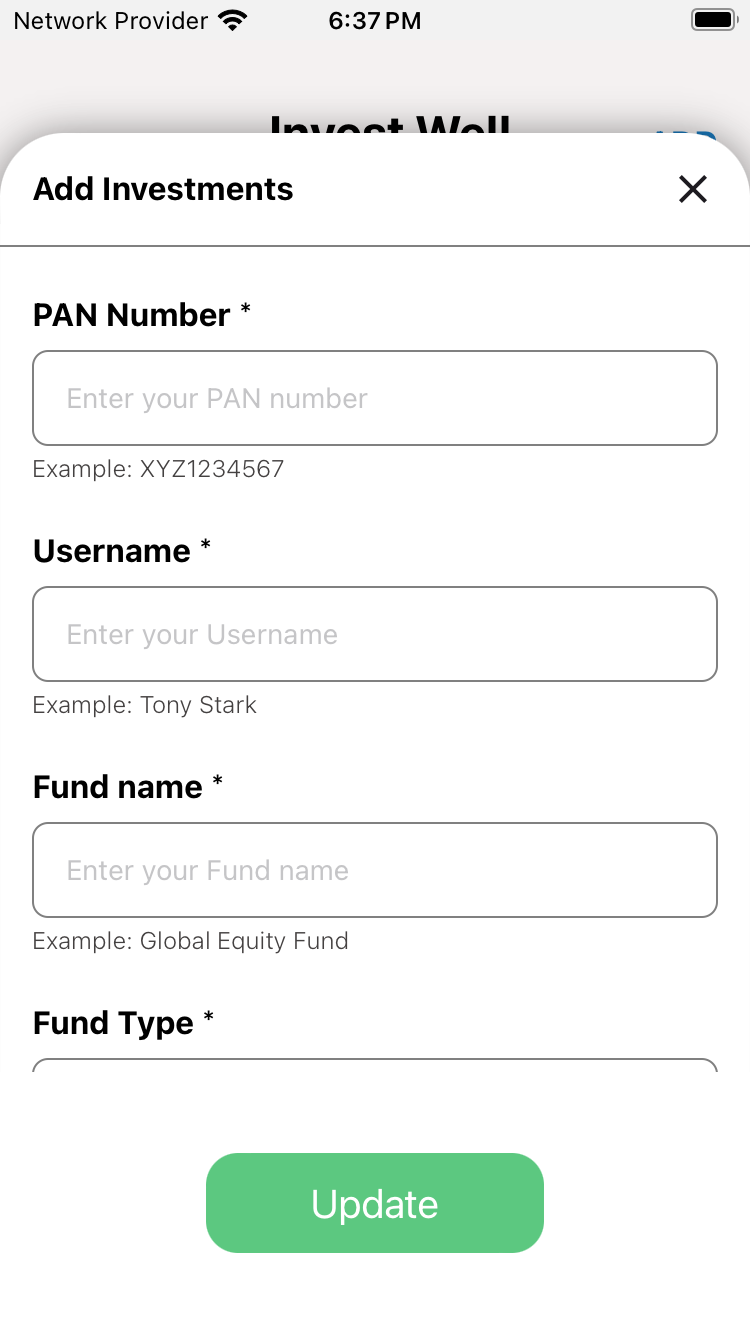 Network Provider 6:37 PM
Invest Well
Add Investments
PAN Number *
Enter your PAN number
Example: XYZ1234567
Username *
Enter your Username
Example: Tony Stark
Fund name *
Enter your Fund name
Example: Global Equity Fund
Fund Type *
Update